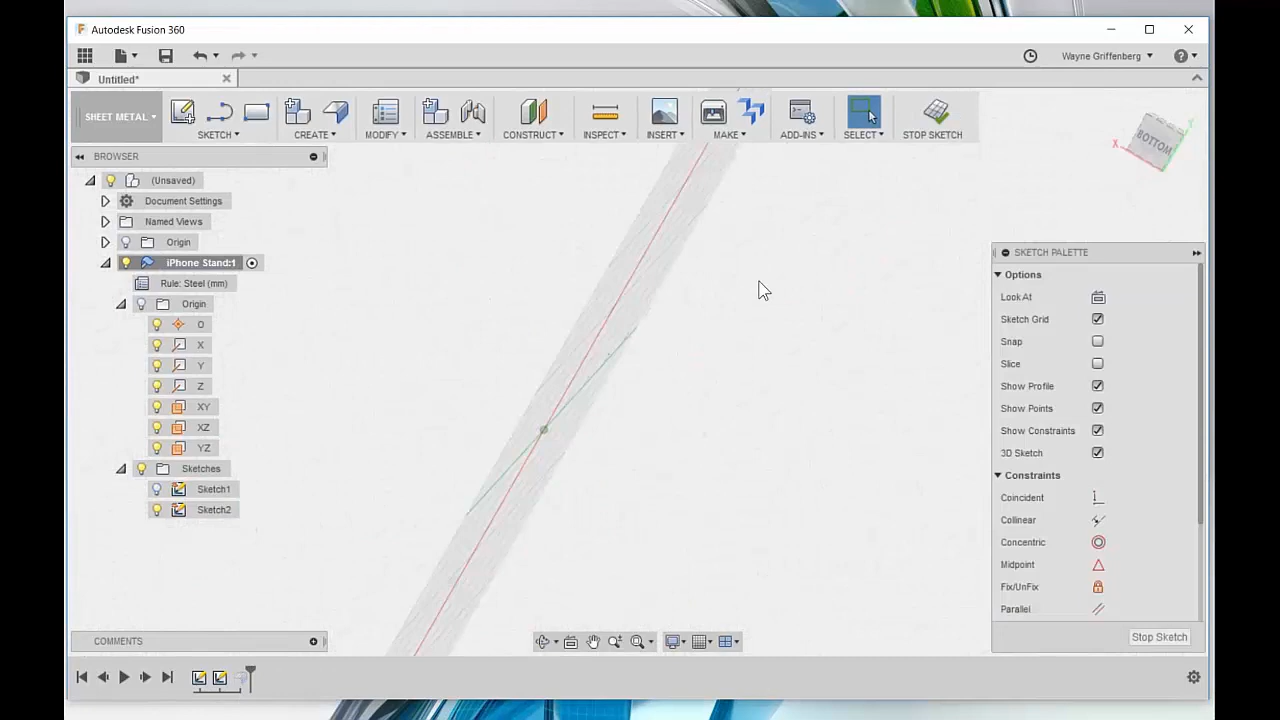 Autodesk Fusion 360
Wayne Griffenberg
Untitled*
SHEET METAL
SKETCH
CREATE
MODIFY
ASSEMBLE
CONSTRUCT
INSPECT
INSERT
MAKE
ADD-INS
SELECT
STOP SKETCH
BROWSER
(Unsaved)
Document Settings
Named Views
Origin
iPhone Stand:1
Rule: Steel (mm)
Origin
O
X
Y
Z
XY
XZ
YZ
Sketches
Sketch1
Sketch2
X
Y
BOTTOM
SKETCH PALETTE
Options
Look At
Sketch Grid
Snap
Slice
Show Profile
Show Points
Show Constraints
3D Sketch
Constraints
Coincident
Collinear
Concentric
Midpoint
Fix/UnFix
Parallel
Stop Sketch
COMMENTS